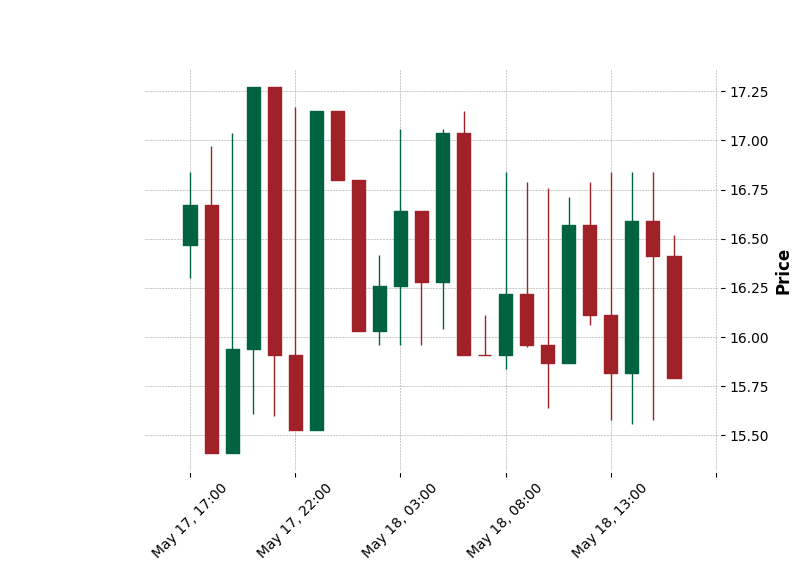 17.25
17.00
16.75
16.50
16.25
16.00
15.75
15.50
Price
May 17, 17:00
May 17, 22:00
May 18, 03:00
May 18, 08:00
May 18, 13:00